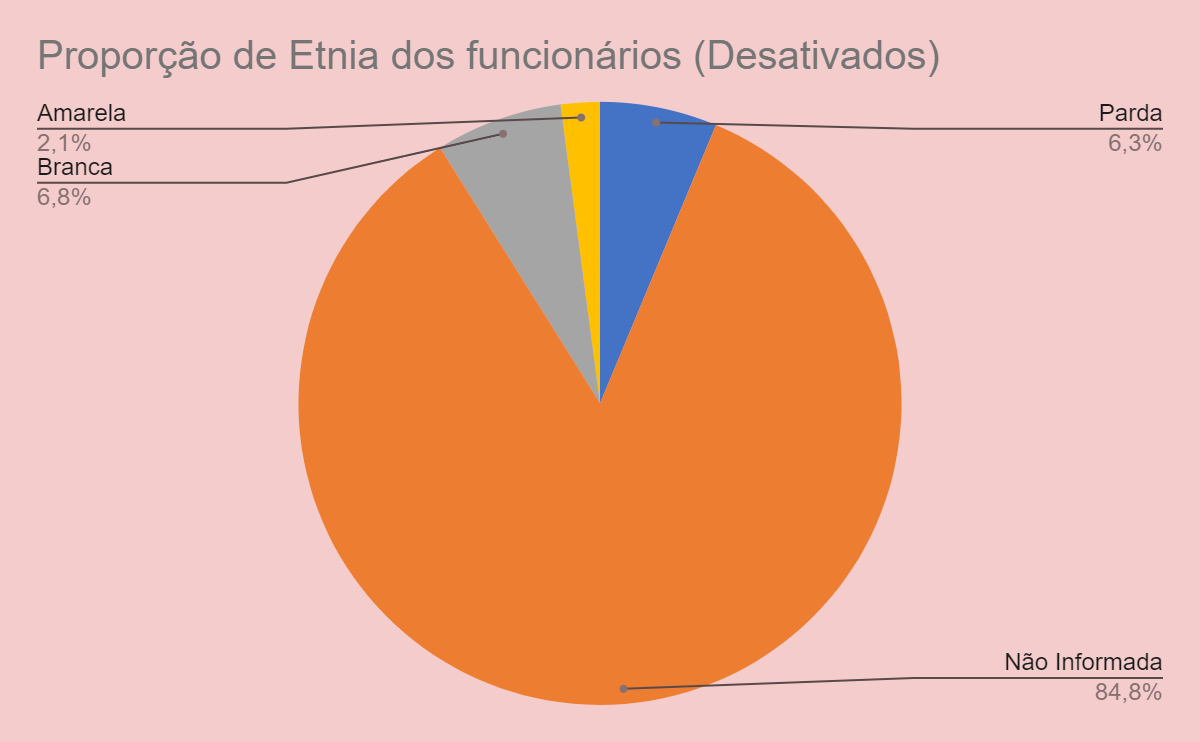 Proporção de Etnia dos funcionários (Desativados)
Amarela
2,1%
Branca
6,8%
Parda
6,3%
Não Informada
84,8%